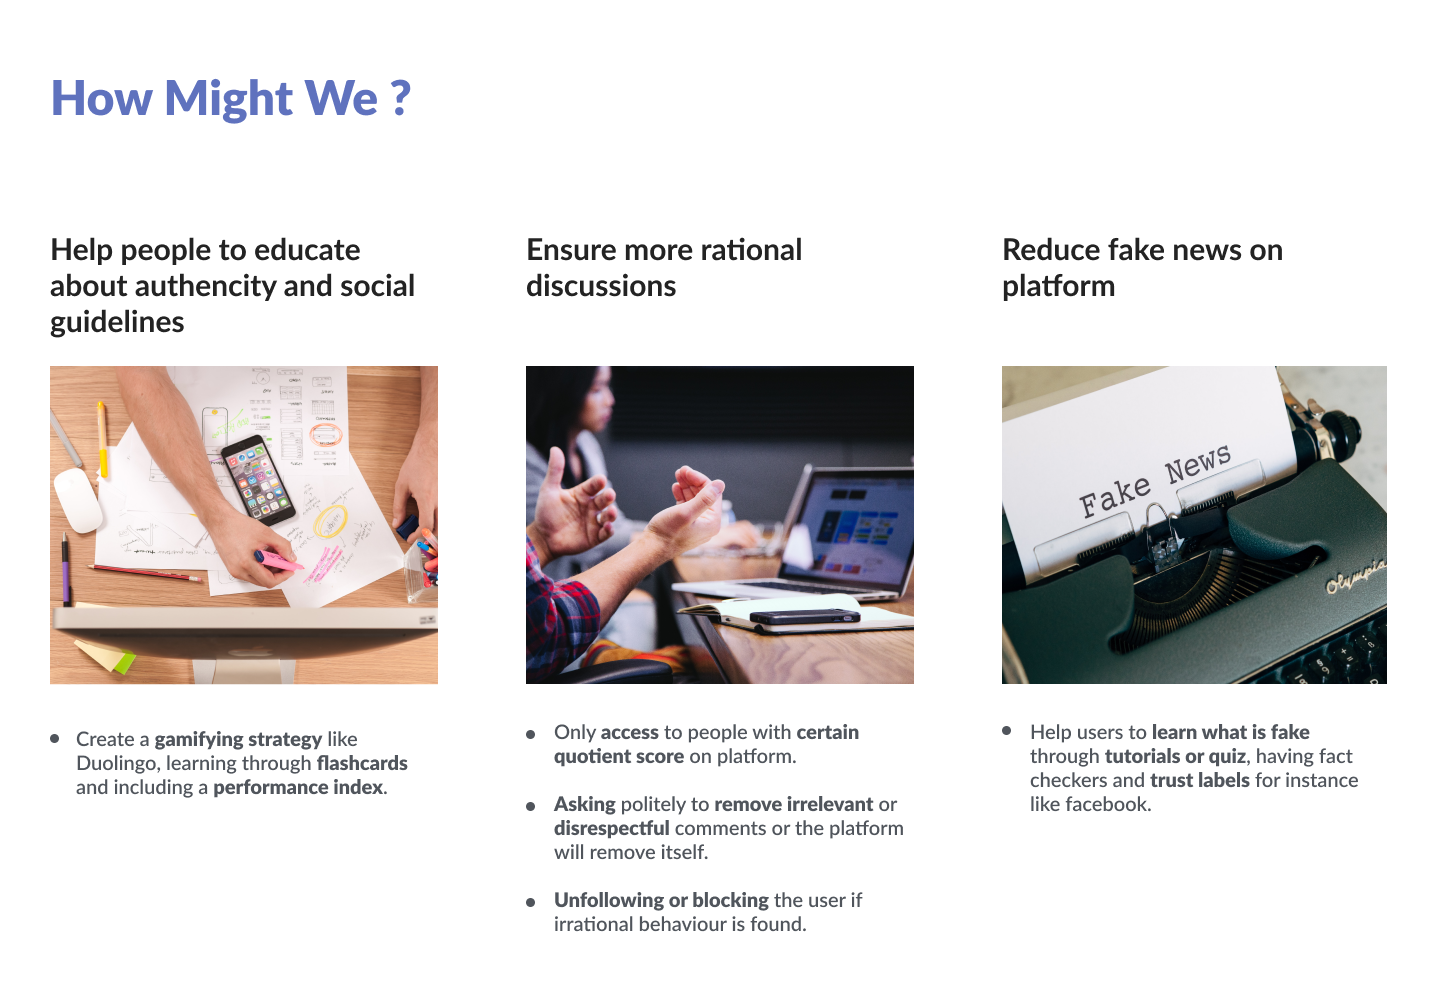 How Might We ?
Help people to educate
about authencity and social
guidelines
Ensure more rational
discussions
Reduce fake news on
platform
Fake News
Olympia
Create a gamifying strategy like
Duolingo, learning through flashcards
and including a performance index.
Only access to people with certain
quotient score on platform.
Asking politely to remove irrelevant or
disrespectful comments or the platform
will remove itself.
Unfollowing or blocking the user if
irrational behaviour is found.
Help users to learn what is fake
through tutorials or quiz, having fact
checkers and trust labels for instance
like facebook.